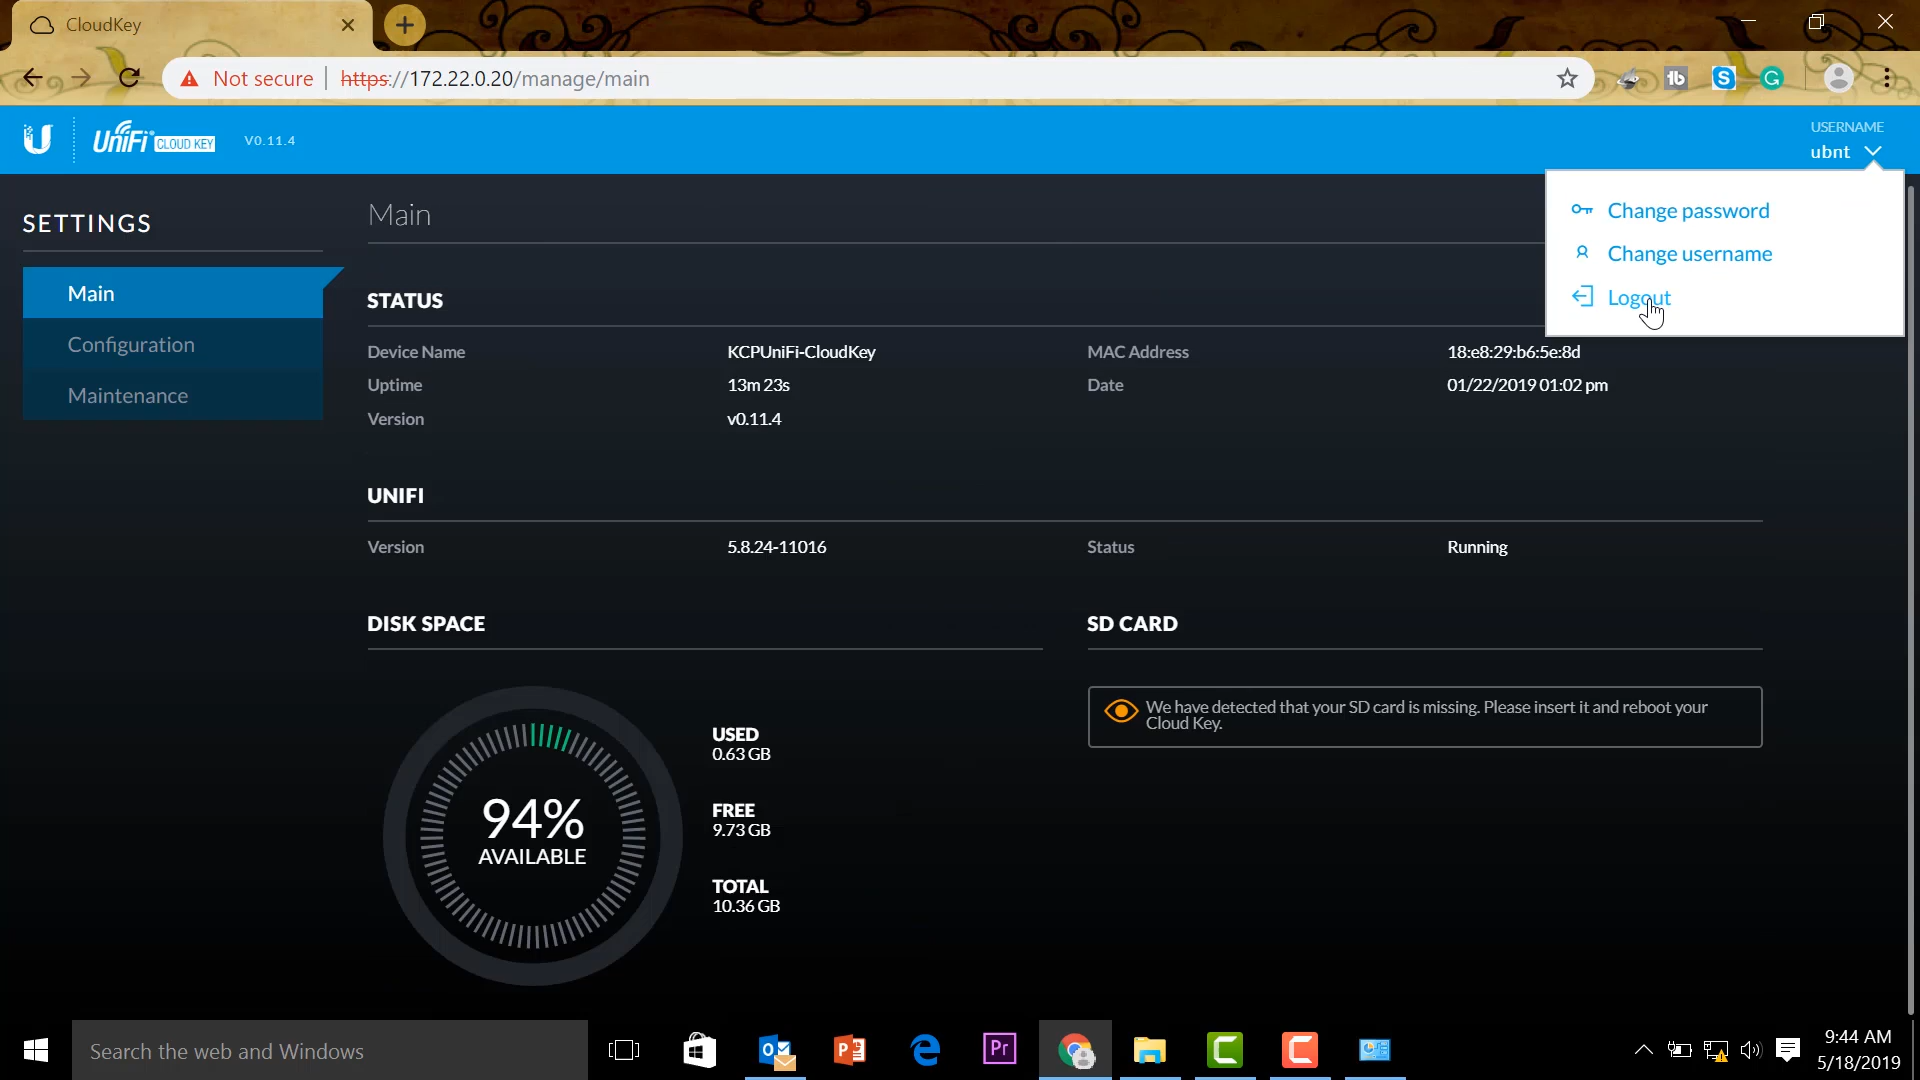 CloudKey
Not secure
https://172.22.0.20/manage/main
UniFi CLOUD KEY
V0.11.4
USERNAME
ubnt
Change password
Change username
Logout
SETTINGS
Main
Configuration
Maintenance
Main
STATUS
Device Name KCPUniFi-CloudKey MAC Address 18:e8:29:b6:5e:8d
Uptime 13m 23s Date 01/22/2019 01:02 pm
Version v0.11.4
UNIFI
Version 5.8.24-11016 Status Running
DISK SPACE
94%
AVAILABLE
USED
0.63 GB
FREE
9.73 GB
TOTAL
10.36 GB
SD CARD
We have detected that your SD card is missing. Please insert it and reboot your
Cloud Key.
Search the web and Windows
9:44 AM
5/18/2019